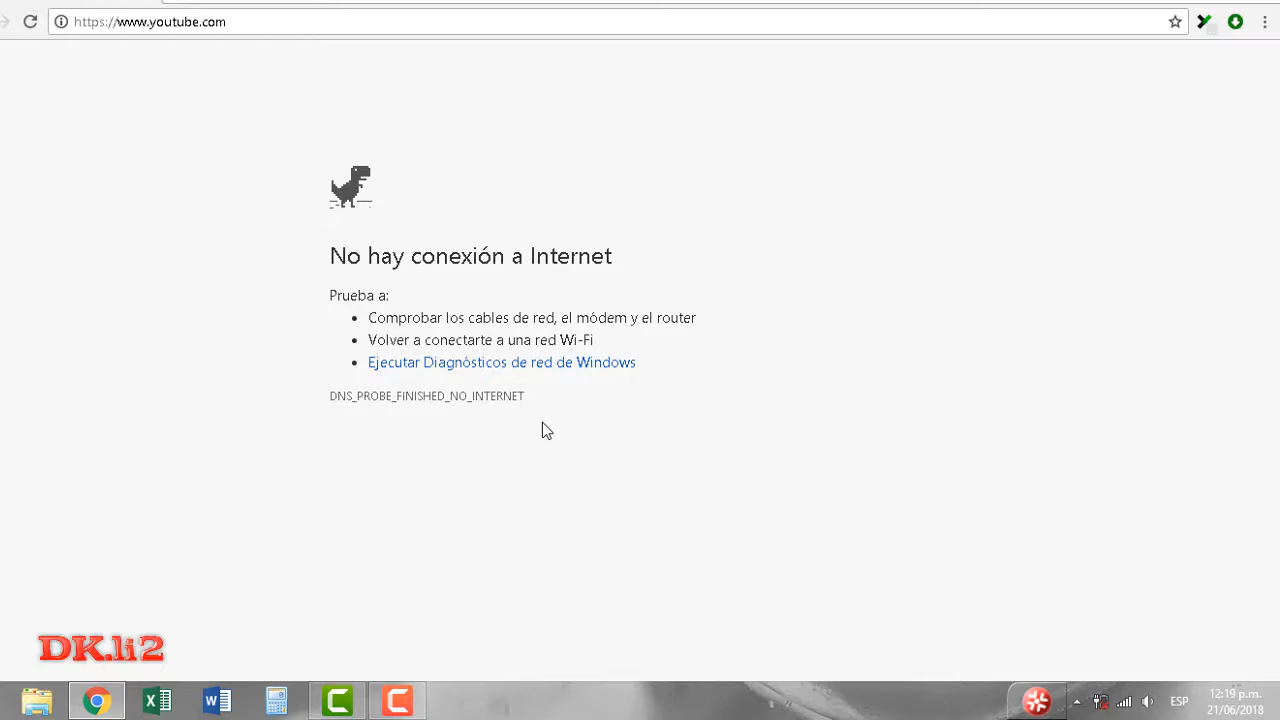 https://www.youtube.com
No hay conexión a Internet
Prueba a:
Comprobar los cables de red, el módem y el router
Volver a conectarte a una red Wi-Fi
Ejecutar Diagnósticos de red de Windows
DNS_PROBE_FINISHED_NO_INTERNET
DK.li2
ESP
12:19 p.m.
21/06/2018